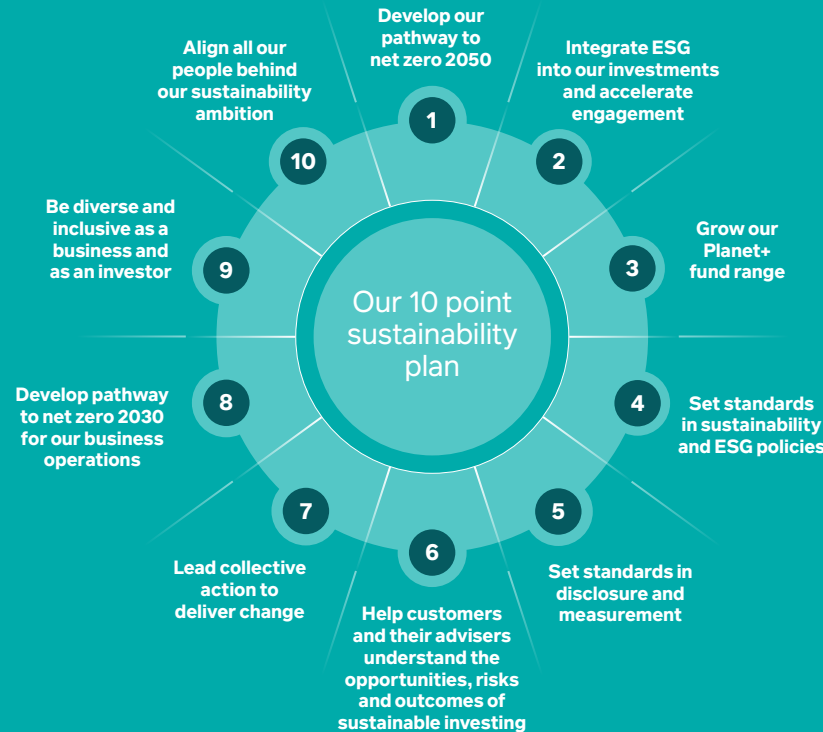 Our 10 point
sustainability
plan
1
Develop our
pathway to
net zero 2050
2
Integrate ESG
into our investments
and accelerate
engagement
3
Grow our
Planet+
fund range
4
Set standards
in sustainability
and ESG policies
5
Set standards in
disclosure and
measurement
6
Help customers
and their advisers
understand the
opportunities, risks
and outcomes of
sustainable investing
7
Lead collective
action to
deliver change
8
Develop pathway
to net zero 2030
for our business
operations
9
Be diverse and
inclusive as a
business and
as an investor
10
Align all our
people behind
our sustainability
ambition